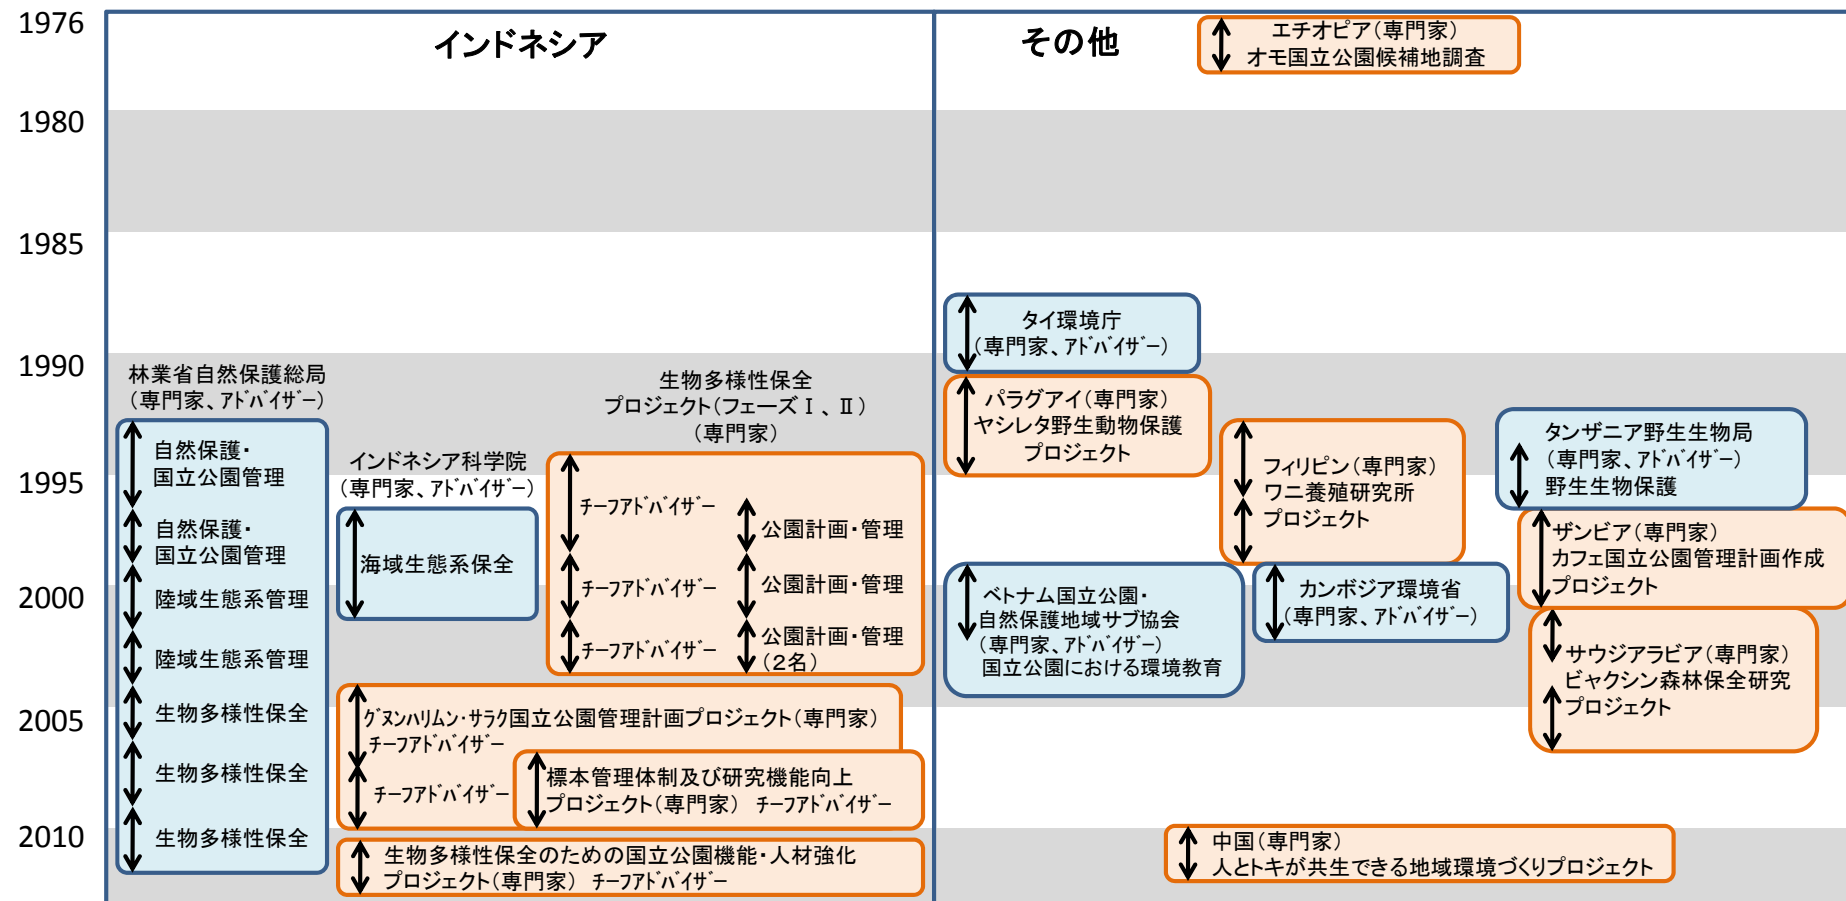 1976
1980
1985
1990
1995
2000
2005
2010
インドネシア
林業省自然保護総局
(専門家、ｱﾄﾞﾊﾞｲｻﾞｰ)
自然保護・
国立公園管理
自然保護・
国立公園管理
陸域生態系管理
陸域生態系管理
生物多様性保全
生物多様性保全
生物多様性保全
インドネシア科学院
(専門家、ｱﾄﾞﾊﾞｲｻﾞｰ)
海域生態系保全
生物多様性保全
プロジェクト(フェーズⅠ、Ⅱ)
(専門家)
ﾁｰﾌｱﾄﾞﾊﾞｲｻﾞｰ
公園計画・管理
ﾁｰﾌｱﾄﾞﾊﾞｲｻﾞｰ
公園計画・管理
ﾁｰﾌｱﾄﾞﾊﾞｲｻﾞｰ
公園計画・管理
(2名)
ｸﾞﾇﾝﾊﾘﾑﾝ・ｻﾗｸ国立公園管理計画プロジェクト(専門家)
ﾁｰﾌｱﾄﾞﾊﾞｲｻﾞｰ
ﾁｰﾌｱﾄﾞﾊﾞｲｻﾞｰ
標本管理体制及び研究機能向上
プロジェクト(専門家) ﾁｰﾌｱﾄﾞﾊﾞｲｻﾞｰ
生物多様性保全のための国立公園機能・人材強化
プロジェクト(専門家) ﾁｰﾌｱﾄﾞﾊﾞｲｻﾞｰ
その他
エチオピア(専門家)
オモ国立公園候補地調査
タイ環境庁
(専門家、ｱﾄﾞﾊﾞｲｻﾞｰ)
パラグアイ(専門家)
ヤシレタ野生動物保護
プロジェクト
フィリピン(専門家)
ワニ養殖研究所
プロジェクト
タンザニア野生生物局
(専門家、ｱﾄﾞﾊﾞｲｻﾞｰ)
野生生物保護
ザンビア(専門家)
カフェ国立公園管理計画作成
プロジェクト
ベトナム国立公園・
自然保護地域サブ協会
(専門家、ｱﾄﾞﾊﾞｲｻﾞｰ)
国立公園における環境教育
カンボジア環境省
(専門家、ｱﾄﾞﾊﾞｲｻﾞｰ)
サウジアラビア(専門家)
ビャクシン森林保全研究
プロジェクト
中国(専門家)
人とトキが共生できる地域環境づくりプロジェクト